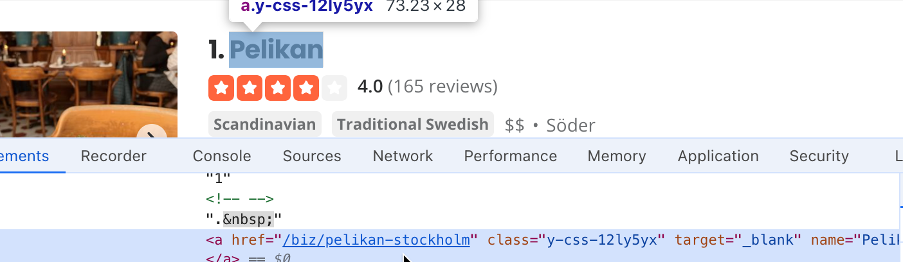 a.y-css-12ly5yx 73.23 × 28
1. Pelikan
4.0 (165 reviews)
Scandinavian Traditional Swedish $$ • Söder
ements Recorder Console Sources Network Performance Memory Application Security L
"1"
<!-- -->
".&nbsp;"
<a href="/biz/pelikan-stockholm" class="y-css-12ly5yx" target="_blank" name="Peli
</a> == $0